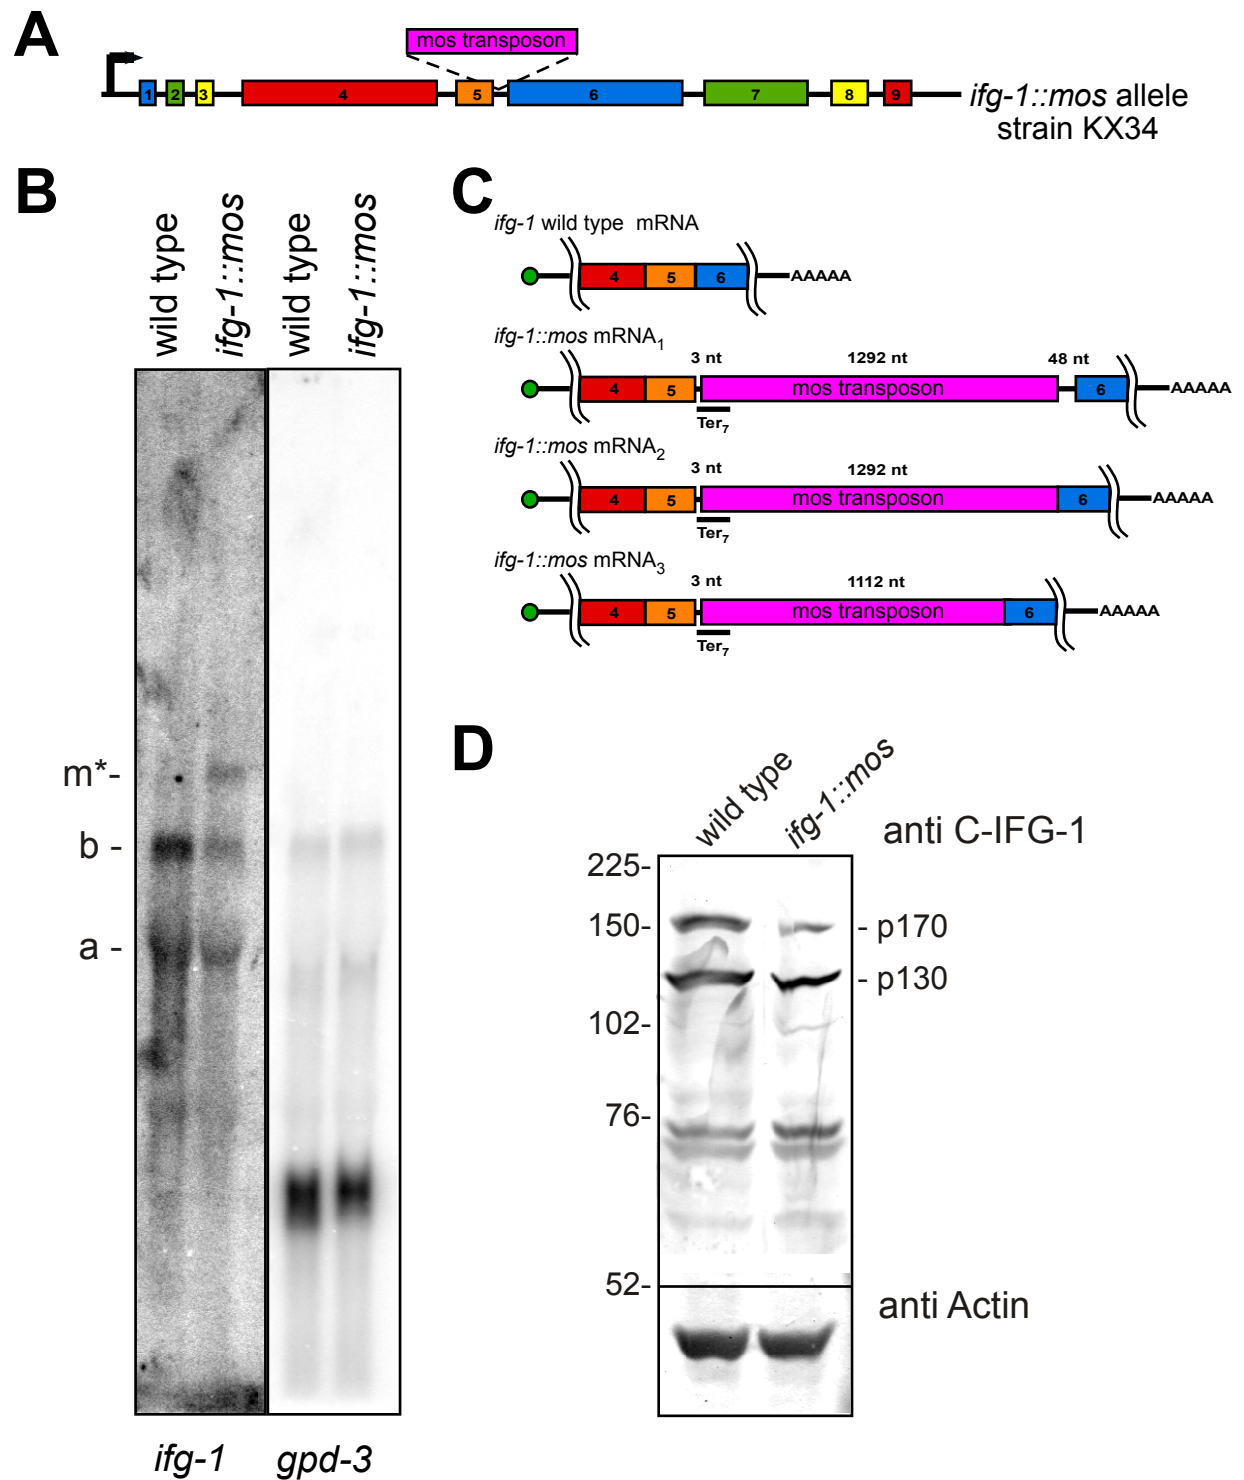 A
mos transposon
1 2 3 4 5 6 7 8 9
ifg-1::mos allele
strain KX34
B
wild type
ifg-1::mos
wild type
ifg-1::mos
m*-
b -
a -
ifg-1
gpd-3
C
ifg-1 wild type mRNA
4 5 6 AAAAA
ifg-1::mos mRNA1
3 nt 1292 nt 48 nt
4 5 mos transposon 6 AAAAA
Ter7
ifg-1::mos mRNA2
3 nt 1292 nt
4 5 mos transposon 6 AAAAA
Ter7
ifg-1::mos mRNA3
3 nt 1112 nt
4 5 mos transposon 6 AAAAA
Ter7
D
wild type
ifg-1::mos
anti C-IFG-1
225-
150- - p170
- p130
102-
76-
52-
anti Actin